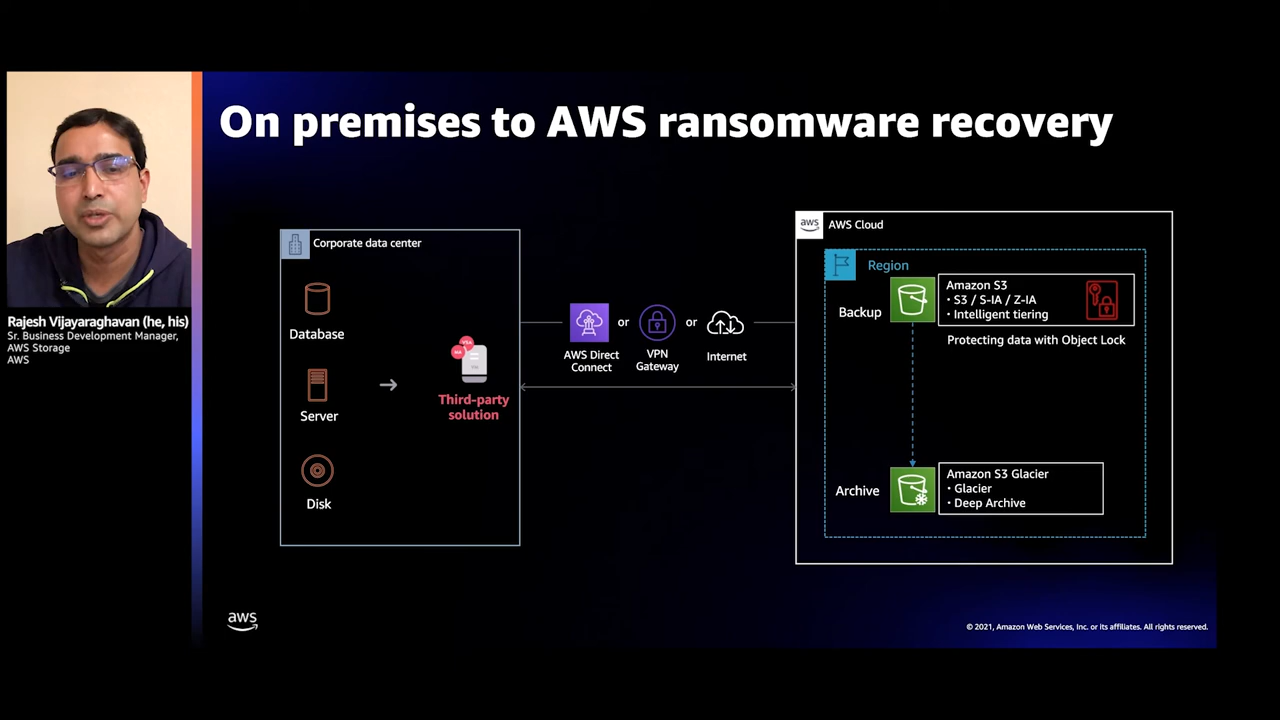 On premises to AWS ransomware recovery
Rajesh Vijayaraghavan (he, his)
Sr. Business Development Manager,
AWS Storage
AWS
Corporate data center
Database
Server
Disk
Third-party
solution
AWS Direct
Connect
or
VPN
Gateway
or
Internet
aws
AWS Cloud
Region
Backup
Amazon S3
• S3 / S-IA / Z-IA
• Intelligent tiering
Protecting data with Object Lock
Archive
Amazon S3 Glacier
• Glacier
• Deep Archive
aws
© 2021, Amazon Web Services, Inc. or its affiliates. All rights reserved.